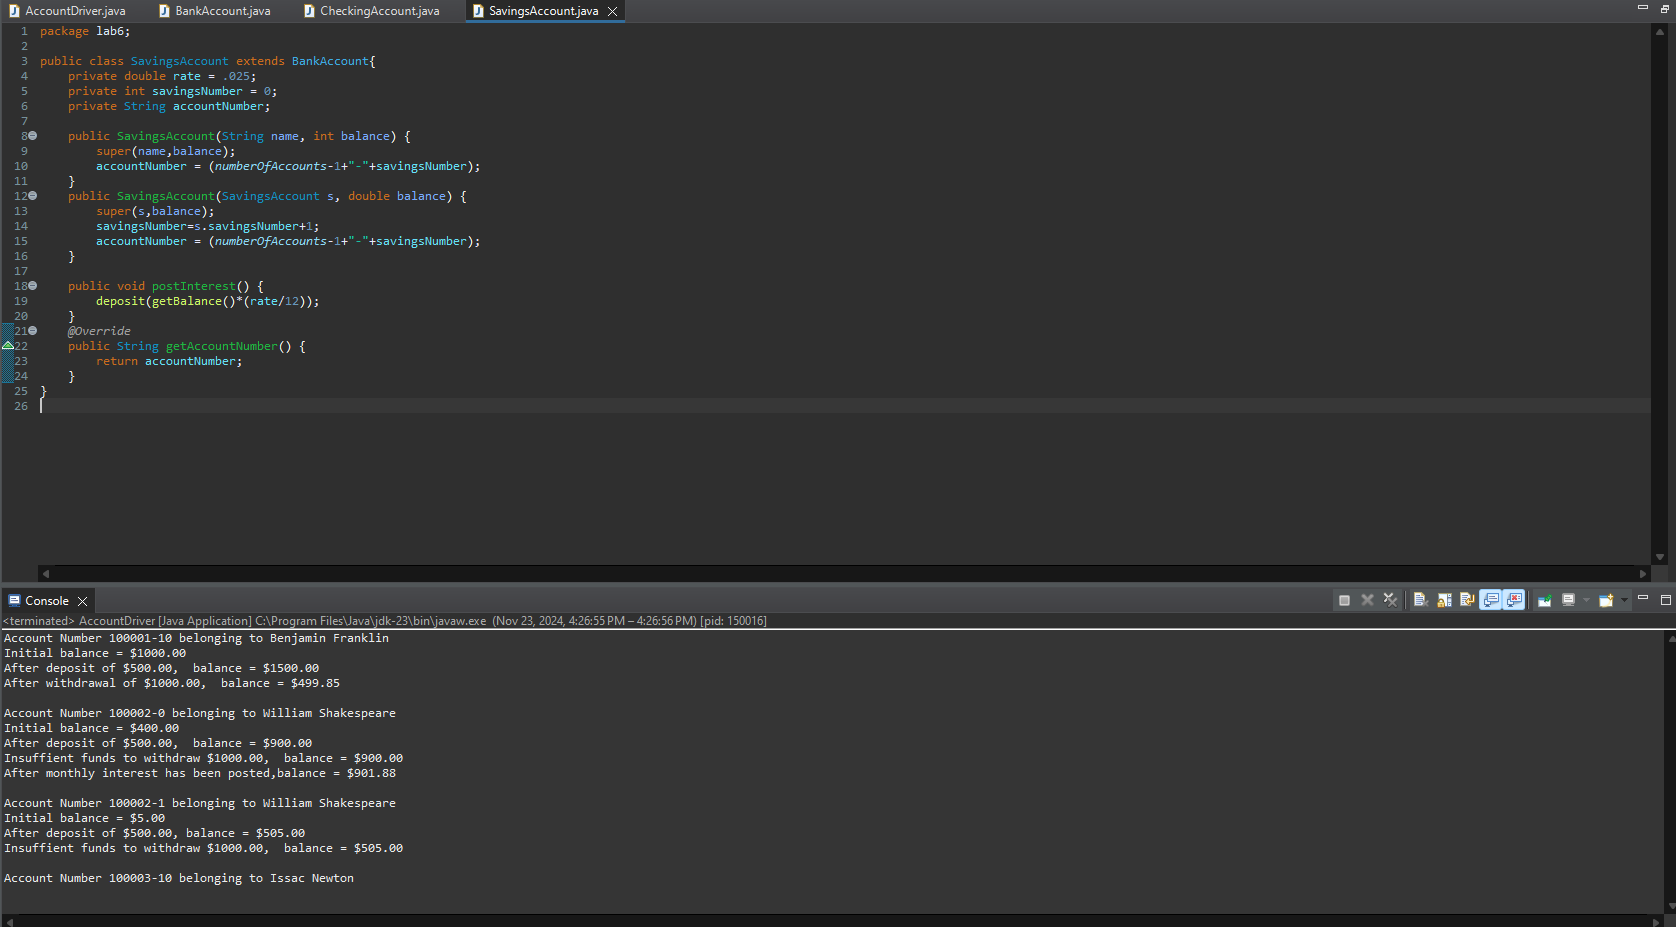 AccountDriver.java BankAccount.java CheckingAccount.java SavingsAccount.java
1 package lab6;
2
3 public class SavingsAccount extends BankAccount{
4 private double rate = .025;
5 private int savingsNumber = 0;
6 private String accountNumber;
7
8 public SavingsAccount(String name, int balance) {
9 super(name,balance);
10 accountNumber = (numberOfAccounts-1+"-"+savingsNumber);
11 }
12 public SavingsAccount(SavingsAccount s, double balance) {
13 super(s,balance);
14 savingsNumber=s.savingsNumber+1;
15 accountNumber = (numberOfAccounts-1+"-"+savingsNumber);
16 }
17
18 public void postInterest() {
19 deposit(getBalance()*(rate/12));
20 }
21 @Override
22 public String getAccountNumber() {
23 return accountNumber;
24 }
25 }
26
Console
<terminated> AccountDriver [Java Application] C:\Program Files\Java\jdk-23\bin\javaw.exe (Nov 23, 2024, 4:26:55 PM – 4:26:56 PM) [pid: 150016]
Account Number 100001-10 belonging to Benjamin Franklin
Initial balance = $1000.00
After deposit of $500.00,  balance = $1500.00
After withdrawal of $1000.00,  balance = $499.85
Account Number 100002-0 belonging to William Shakespeare
Initial balance = $400.00
After deposit of $500.00,  balance = $900.00
Insuffient funds to withdraw $1000.00,  balance = $900.00
After monthly interest has been posted,balance = $901.88
Account Number 100002-1 belonging to William Shakespeare
Initial balance = $5.00
After deposit of $500.00, balance = $505.00
Insuffient funds to withdraw $1000.00,  balance = $505.00
Account Number 100003-10 belonging to Issac Newton